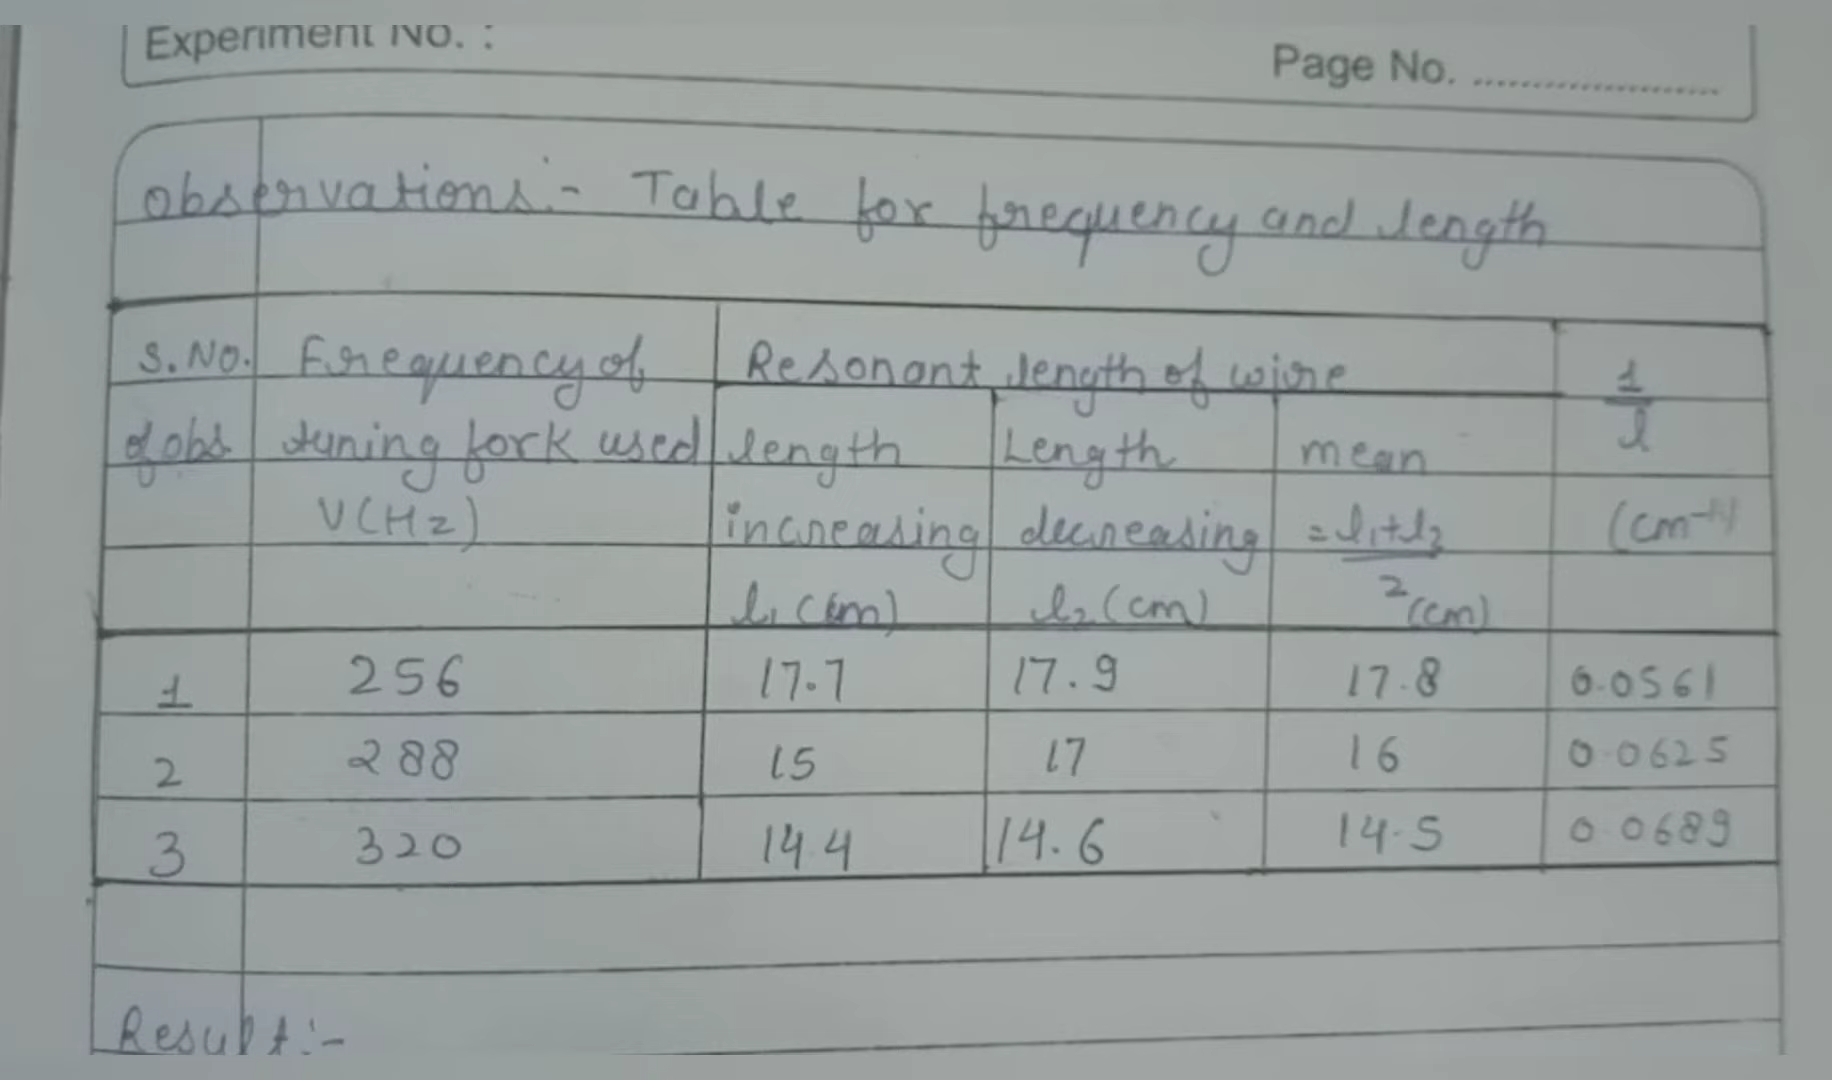 Experiment No. :
Page No. ....................
Observations:- Table for frequency and length
S.No. Frequency of Resonant length of wire 1/l
of obs. tuning fork used length Length mean
ν(Hz) increasing decreasing =l₁+l₂ (cm⁻¹)
l₁(cm) l₂(cm) 2(cm)
1 256 17.7 17.9 17.8 0.0561
2 288 15 17 16 0.0625
3 320 14.4 14.6 14.5 0.0689
Result:-